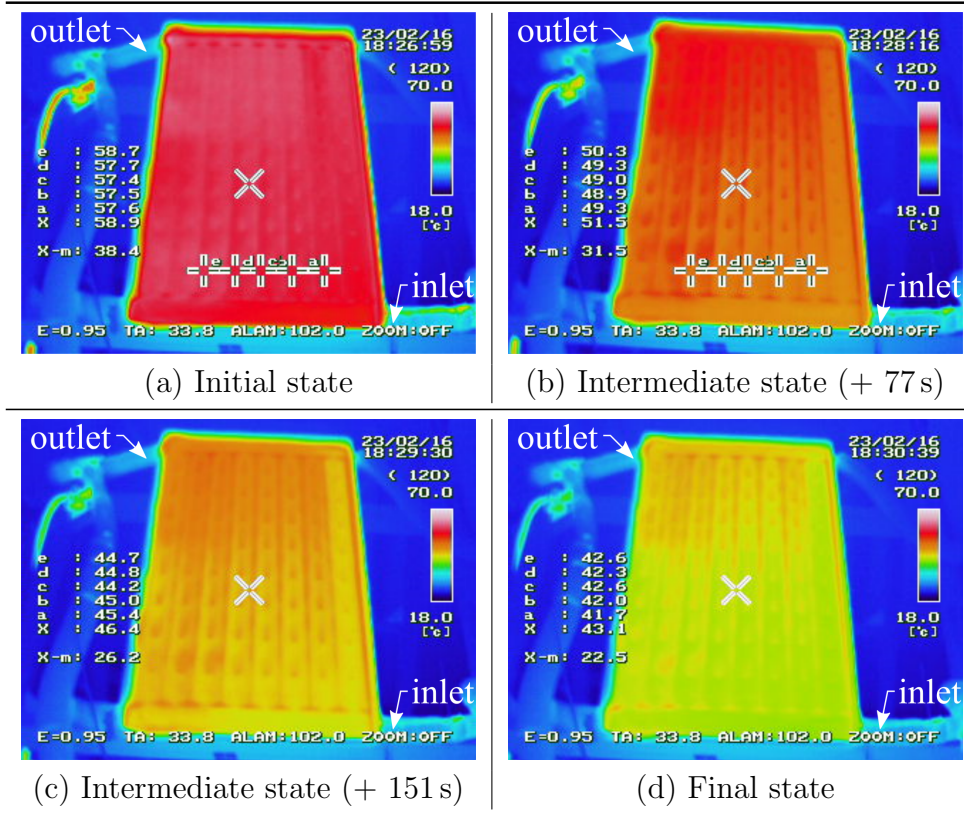 outlet
23/02/16
18:26:59
( 120)
70.0
e : 58.7
d : 57.7
c : 57.4
b : 57.5
a : 57.6
X : 58.9
X-m: 38.4
18.0
[℃]
e d cb a
inlet
E=0.95 TA: 33.8 ALAM:102.0 ZOOM:OFF
(a) Initial state
outlet
23/02/16
18:28:16
( 120)
70.0
e : 50.3
d : 49.3
c : 49.0
b : 48.9
a : 49.3
X : 51.5
X-m: 31.5
18.0
[℃]
e d cb a
inlet
E=0.95 TA: 33.8 ALAM:102.0 ZOOM:OFF
(b) Intermediate state (+ 77 s)
outlet
23/02/16
18:29:30
( 120)
70.0
e : 44.7
d : 44.8
c : 44.2
b : 45.0
a : 45.4
X : 46.4
X-m: 26.2
18.0
[℃]
inlet
E=0.95 TA: 33.8 ALAM:102.0 ZOOM:OFF
(c) Intermediate state (+ 151 s)
outlet
23/02/16
18:30:39
( 120)
70.0
e : 42.6
d : 42.3
c : 42.6
b : 42.0
a : 41.7
X : 43.1
X-m: 22.5
18.0
[℃]
inlet
E=0.95 TA: 33.8 ALAM:102.0 ZOOM:OFF
(d) Final state